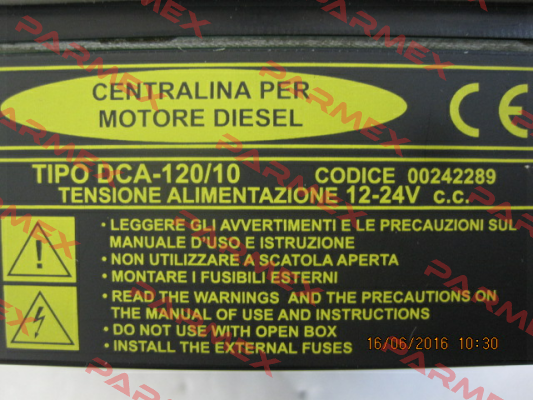 CENTRALINA PER
MOTORE DIESEL
CE
TIPO DCA-120/10 CODICE 00242289
TENSIONE ALIMENTAZIONE 12-24V c.c.
• LEGGERE GLI AVVERTIMENTI E LE PRECAUZIONI SUL
MANUALE D'USO E ISTRUZIONE
• NON UTILIZZARE A SCATOLA APERTA
• MONTARE I FUSIBILI ESTERNI
• READ THE WARNINGS AND THE PRECAUTIONS ON
THE MANUAL OF USE AND INSTRUCTIONS
• DO NOT USE WITH OPEN BOX
• INSTALL THE EXTERNAL FUSES
16/06/2016 10:30
PARMEX